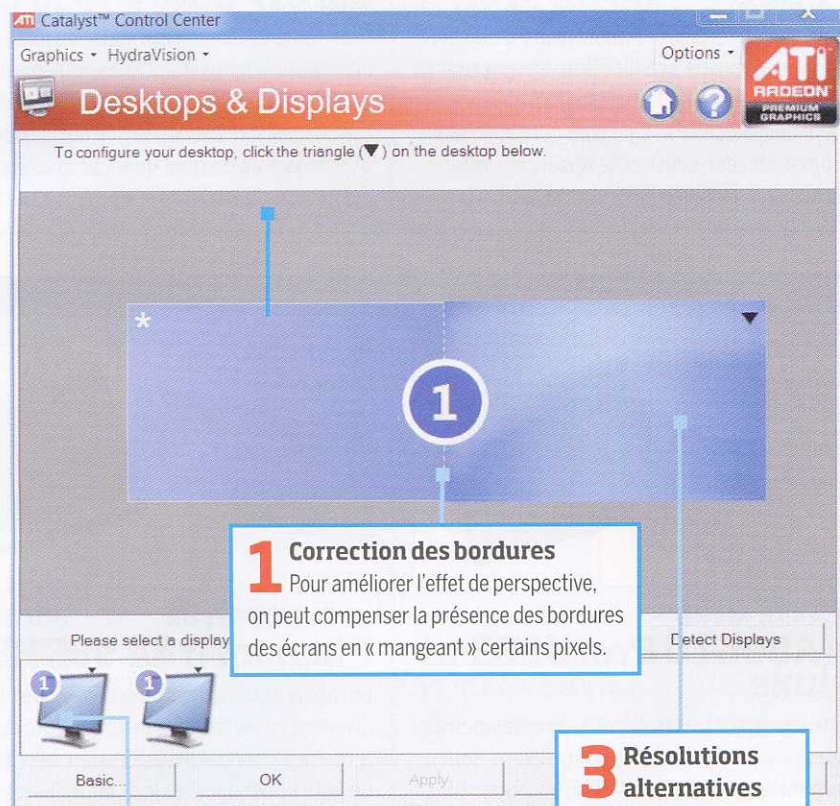 ATI Catalyst™ Control Center
Graphics HydraVision Options
ATI
RADEON
PREMIUM
GRAPHICS
Desktops & Displays
To configure your desktop, click the triangle (▼) on the desktop below.
*
1
1 Correction des bordures
Pour améliorer l'effet de perspective,
on peut compenser la présence des bordures
des écrans en « mangeant » certains pixels.
Please select a display
Detect Displays
1 1
Basic... OK Apply
3 Résolutions
alternatives